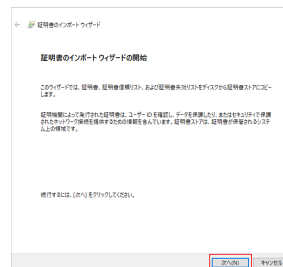 証明書のインポート ウィザード
証明書のインポート ウィザードの開始
このウィザードでは、証明書、証明書信頼リスト、および証明書失効リストをディスクから証明書ストアにコピー
します。
証明機関によって発行された証明書は、ユーザー ID を確認し、データを保護したり、またはセキュリティで保護
されたネットワーク接続を提供するための情報を含んでいます。証明書ストアは、証明書が保管されるシステ
ム上の領域です。
続行するには、[次へ] をクリックしてください。
次へ(N)
キャンセル